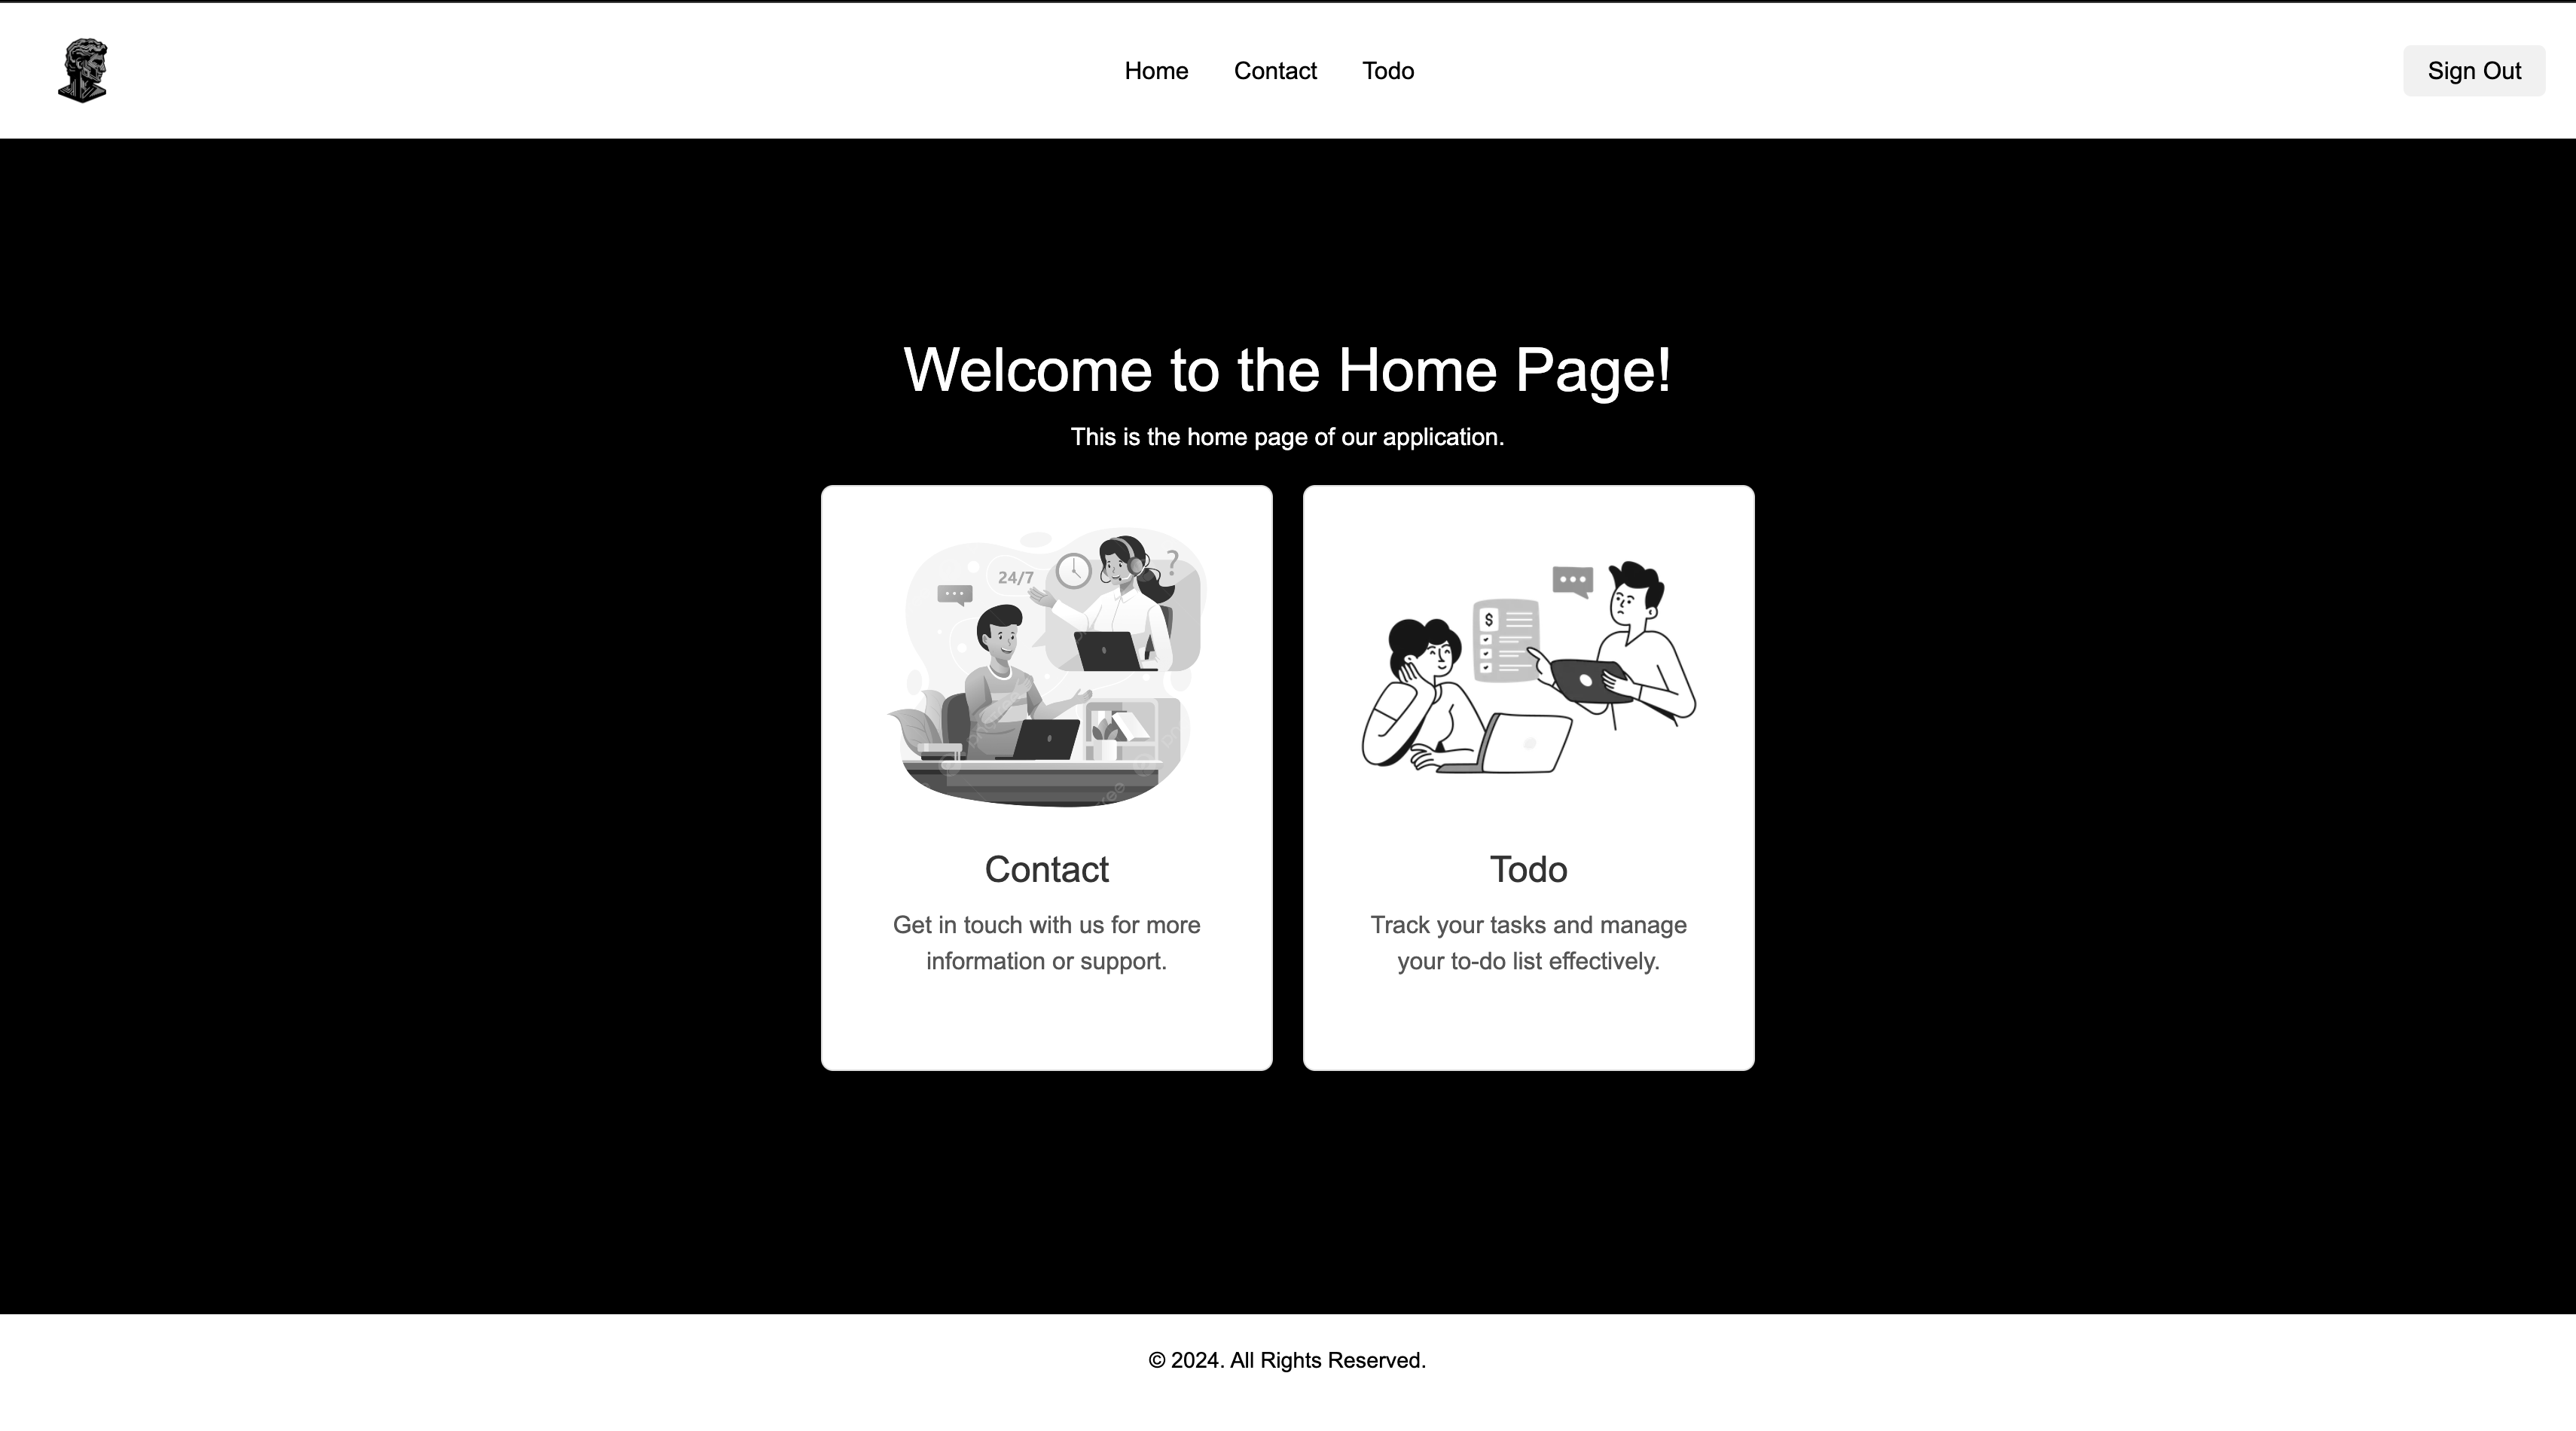 Home Contact Todo
Sign Out
Welcome to the Home Page!
This is the home page of our application.
24/7
?
$
Contact
Get in touch with us for more
information or support.
Todo
Track your tasks and manage
your to-do list effectively.
© 2024. All Rights Reserved.